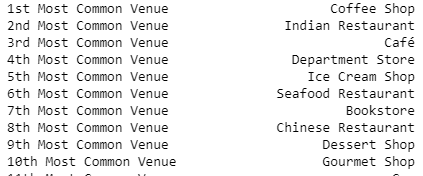 1st Most Common Venue Coffee Shop
2nd Most Common Venue Indian Restaurant
3rd Most Common Venue Café
4th Most Common Venue Department Store
5th Most Common Venue Ice Cream Shop
6th Most Common Venue Seafood Restaurant
7th Most Common Venue Bookstore
8th Most Common Venue Chinese Restaurant
9th Most Common Venue Dessert Shop
10th Most Common Venue Gourmet Shop